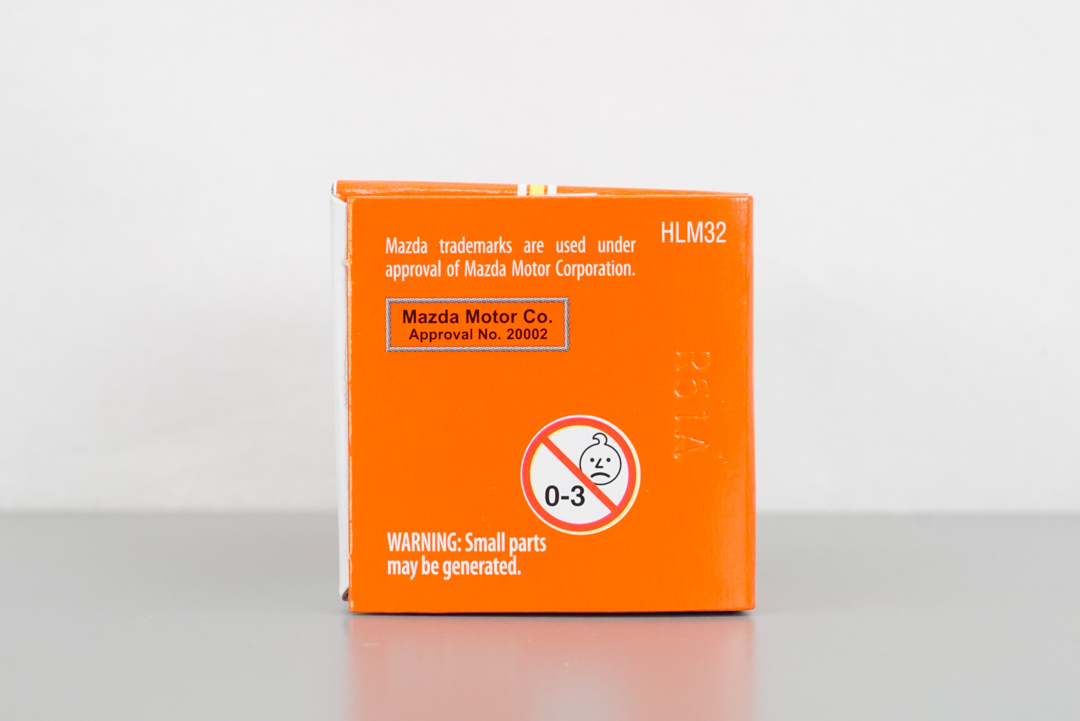 Mazda trademarks are used under
approval of Mazda Motor Corporation.
HLM32
Mazda Motor Co.
Approval No. 20002
RS1A
0-3
WARNING: Small parts
may be generated.